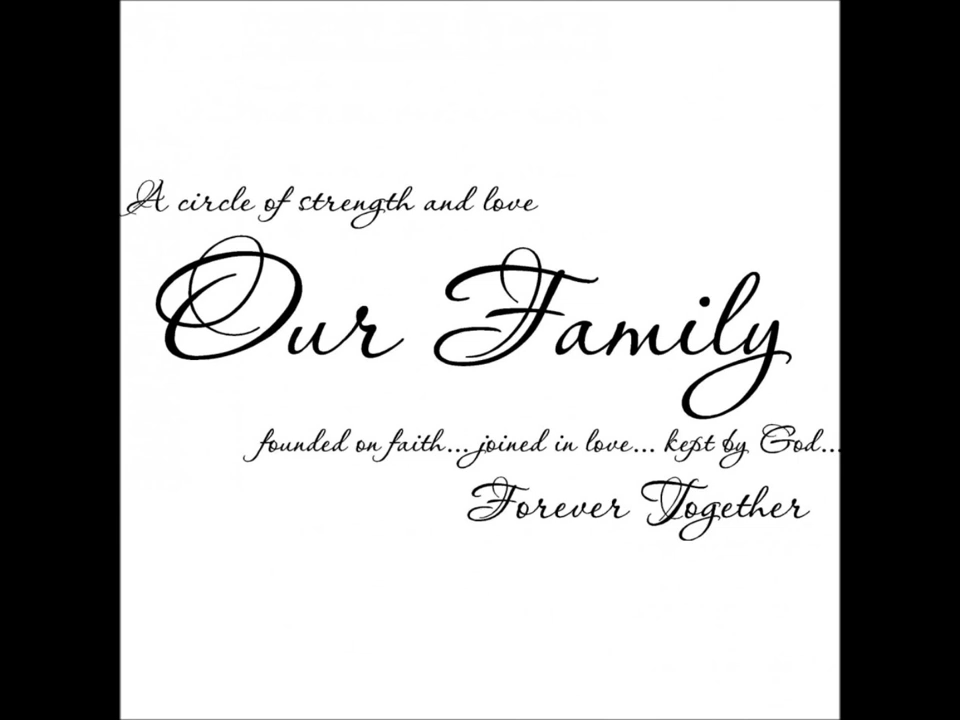 A circle of strength and love
Our Family
founded on faith... joined in love... kept by God...
Forever Together